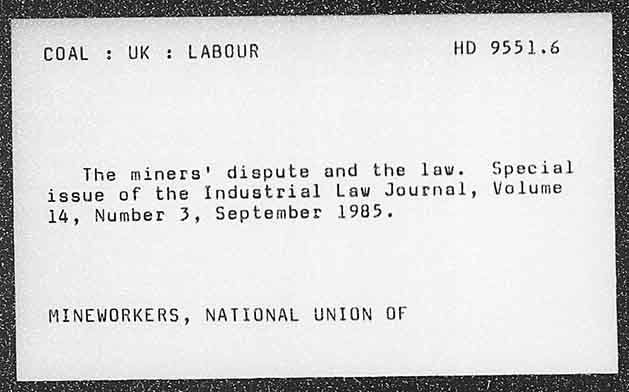 COAL : UK : LABOUR HD 9551.6
The miners' dispute and the law. Special
issue of the Industrial Law Journal, Volume
14, Number 3, September 1985.
MINEWORKERS, NATIONAL UNION OF